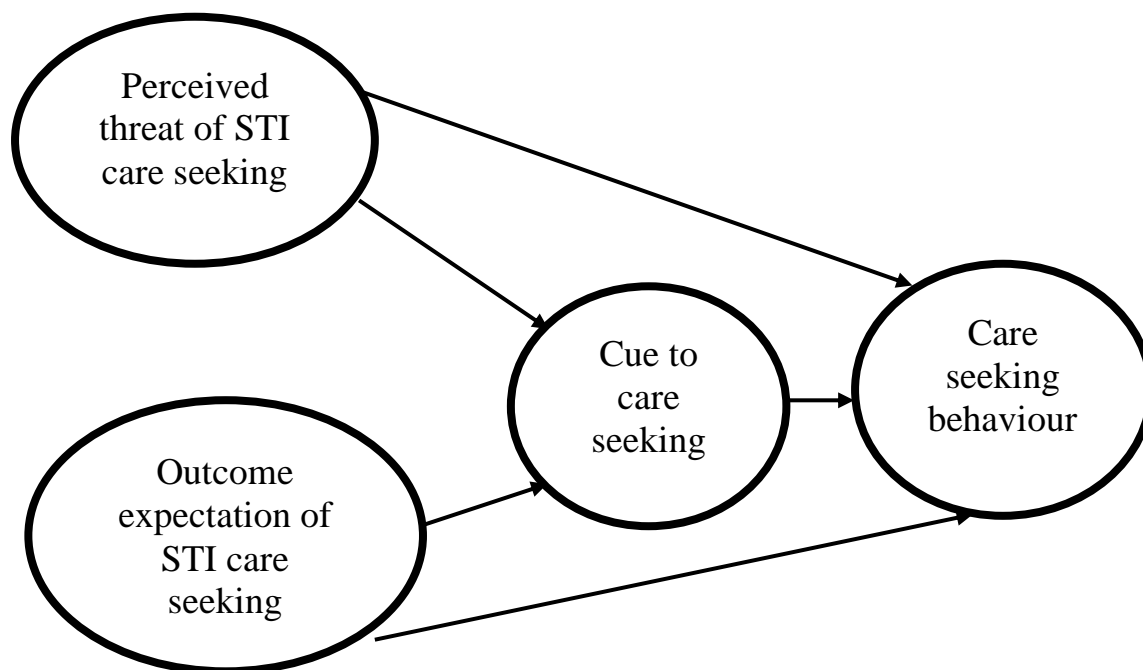 Perceived
threat of STI
care seeking
Cue to
care
seeking
Care
seeking
behaviour
Outcome
expectation of
STI care
seeking